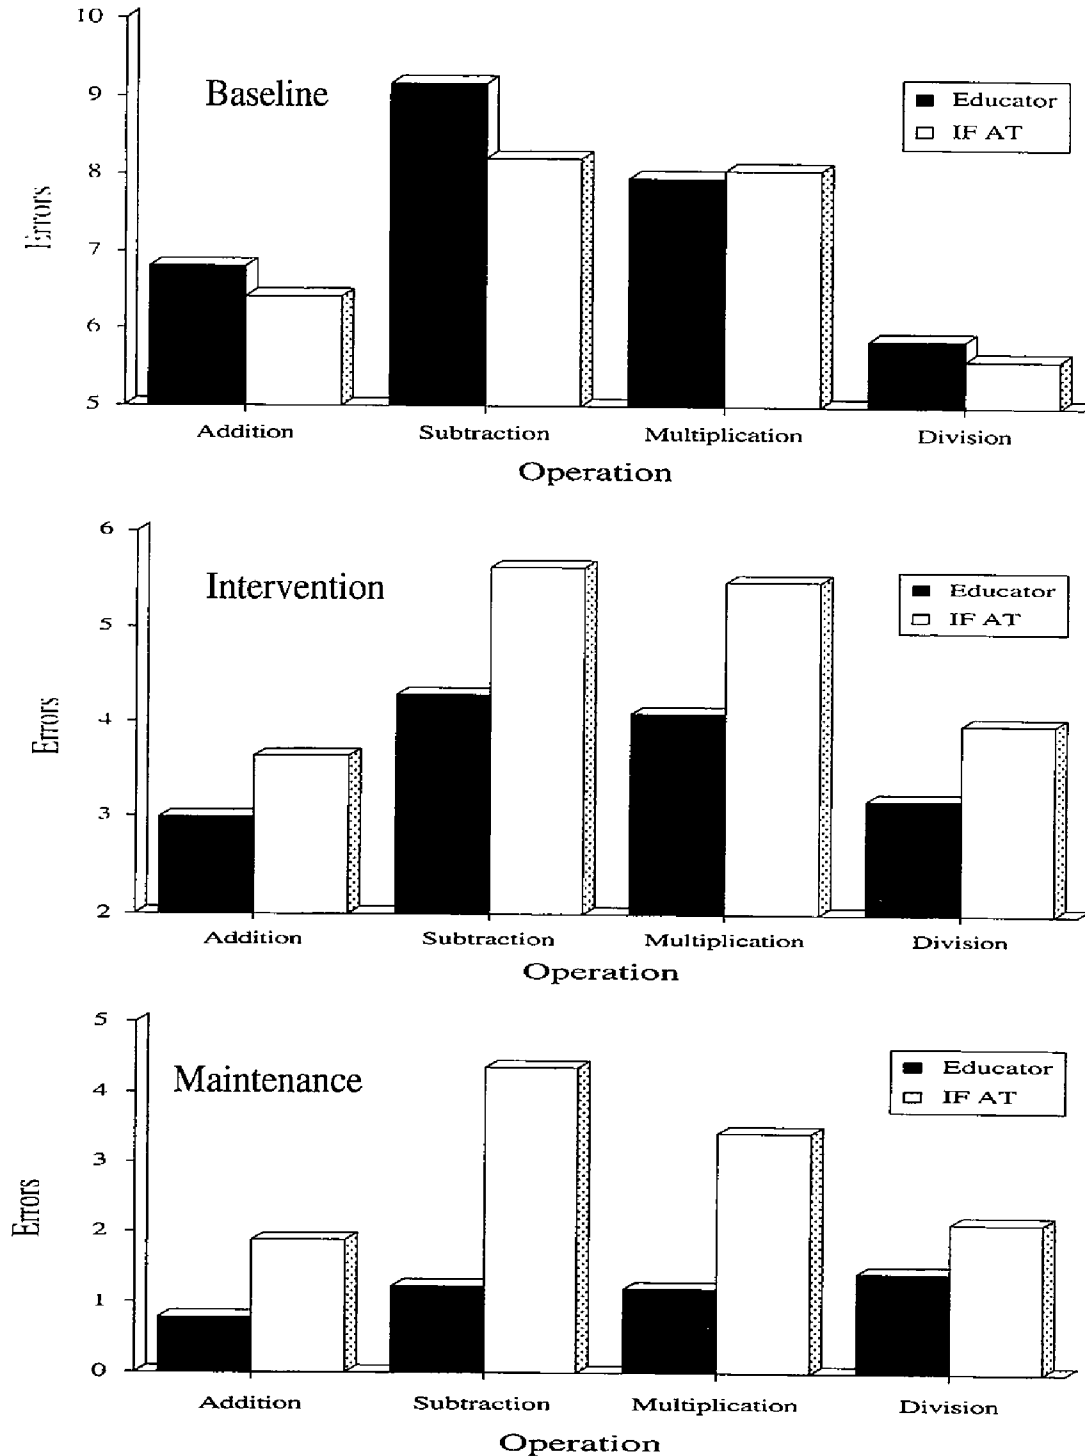 10
9
8
7
6
5
Errors
Baseline
Educator
IF AT
Addition Subtraction Multiplication Division
Operation
6
5
4
3
2
Errors
Intervention
Educator
IF AT
Addition Subtraction Multiplication Division
Operation
5
4
3
2
1
0
Errors
Maintenance
Educator
IF AT
Addition Subtraction Multiplication Division
Operation